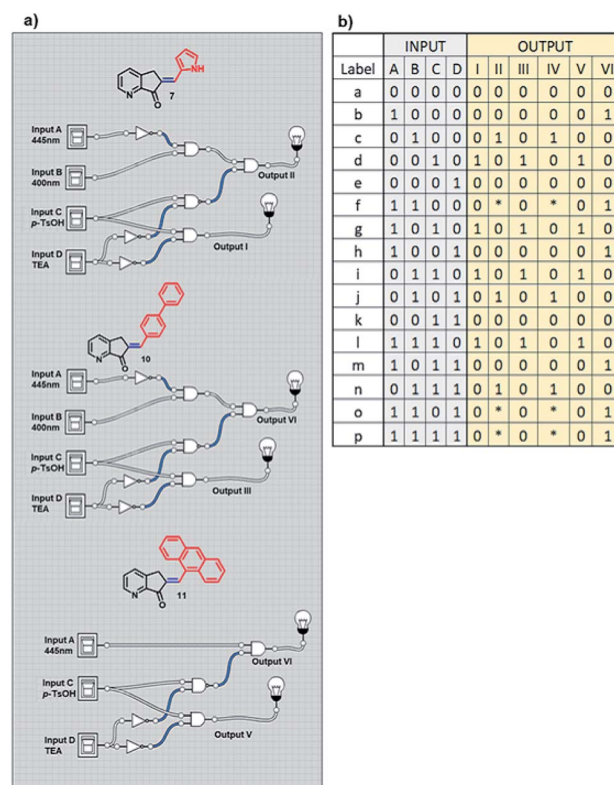 a)
NH
N
O
7
Input A
445nm
Input B
400nm
Output II
Input C
p-TsOH
Output I
Input D
TEA
N
O
10
Input A
445nm
Input B
400nm
Output VI
Input C
p-TsOH
Output III
Input D
TEA
N
O
11
Input A
445nm
Output VI
Input C
p-TsOH
Output V
Input D
TEA
b)
INPUT OUTPUT
Label A B C D I II III IV V VI
a 0 0 0 0 0 0 0 0 0 0
b 1 0 0 0 0 0 0 0 0 1
c 0 1 0 0 0 1 0 1 0 0
d 0 0 1 0 1 0 1 0 1 0
e 0 0 0 1 0 0 0 0 0 0
f 1 1 0 0 0 * 0 * 0 1
g 1 0 1 0 1 0 1 0 1 0
h 1 0 0 1 0 0 0 0 0 1
i 0 1 1 0 1 0 1 0 1 0
j 0 1 0 1 0 1 0 1 0 0
k 0 0 1 1 0 0 0 0 0 0
l 1 1 1 0 1 0 1 0 1 0
m 1 0 1 1 0 0 0 0 0 1
n 0 1 1 1 0 1 0 1 0 0
o 1 1 0 1 0 * 0 * 0 1
p 1 1 1 1 0 * 0 * 0 1